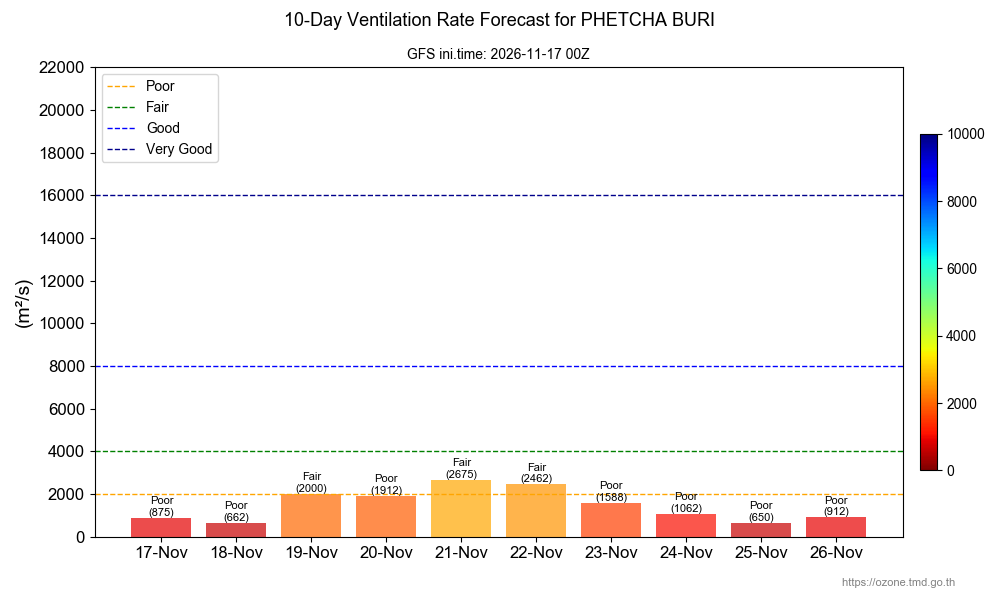 10-Day Ventilation Rate Forecast for PHETCHA BURI
GFS ini.time: 2026-11-17 00Z
(m²/s)
22000
20000
18000
16000
14000
12000
10000
8000
6000
4000
2000
0
Poor
Fair
Good
Very Good
Poor
(875)
Poor
(662)
Fair
(2000)
Poor
(1912)
Fair
(2675)
Fair
(2462)
Poor
(1588)
Poor
(1062)
Poor
(650)
Poor
(912)
17-Nov 18-Nov 19-Nov 20-Nov 21-Nov 22-Nov 23-Nov 24-Nov 25-Nov 26-Nov
10000
8000
6000
4000
2000
0
https://ozone.tmd.go.th